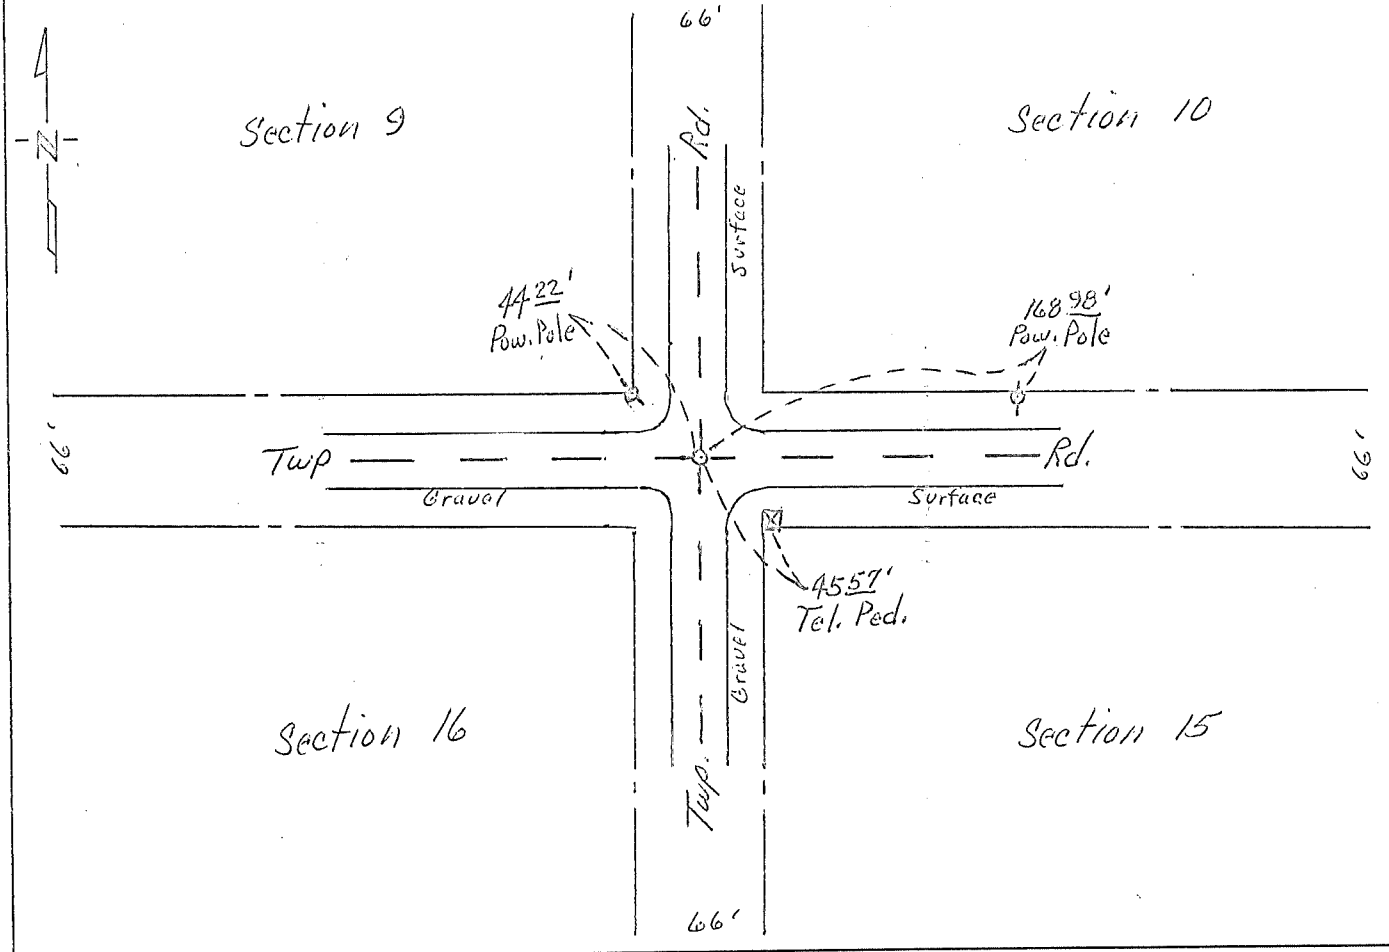 66'
N
Section 9
Rd.
Section 10
Surface
44 22'
Pow. Pole
168 98'
Pow. Pole
66'
Twp
Rd.
66'
Gravel
Surface
45 57'
Tel. Ped.
Gravel
Section 16
Section 15
Twp.
66'